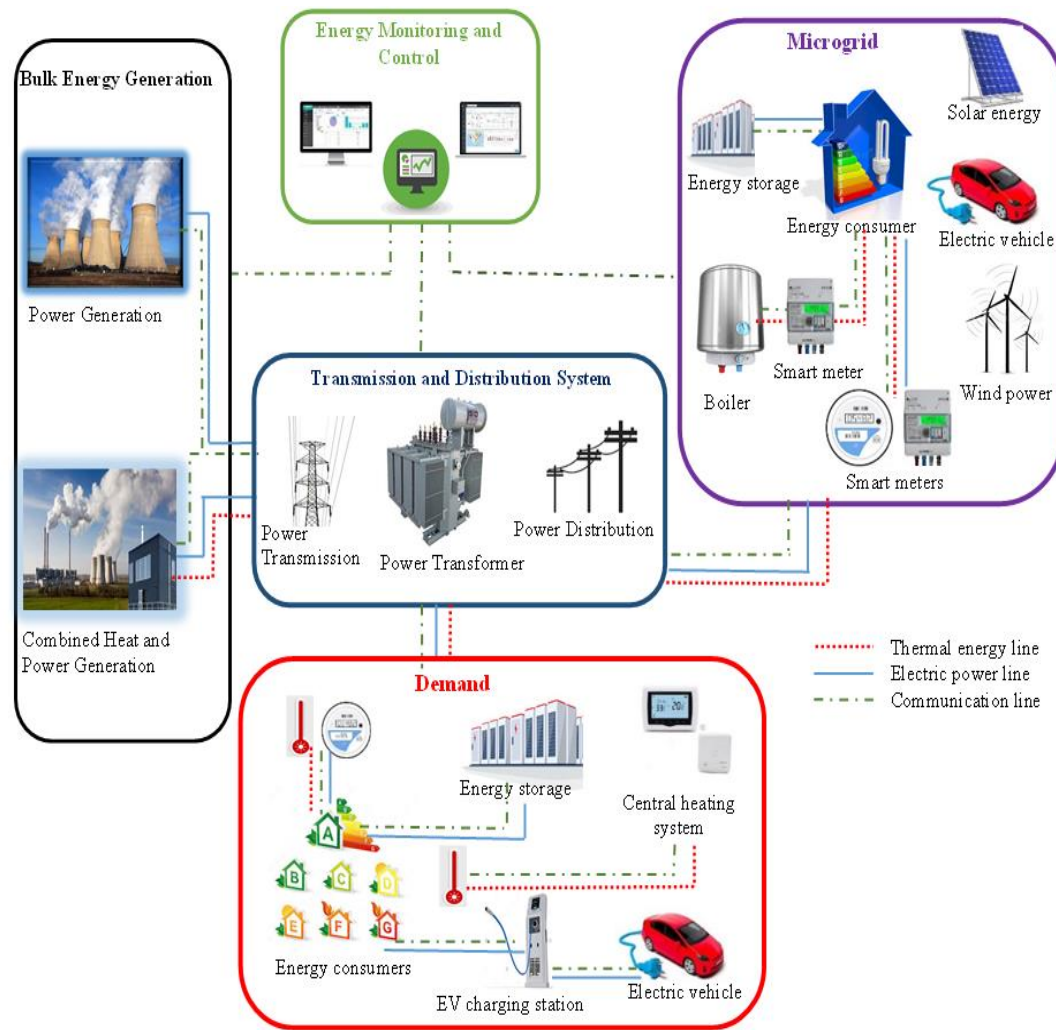 Bulk Energy Generation
Power Generation
Combined Heat and
Power Generation
Energy Monitoring and
Control
Transmission and Distribution System
Power
Transmission
Power Transformer
Power Distribution
Microgrid
Solar energy
Energy storage
Energy consumer
Electric vehicle
Boiler
Smart meter
Wind power
Smart meters
Thermal energy line
Electric power line
Communication line
Demand
Energy storage
Central heating
system
A
B
C
D
E
F
G
Energy consumers
EV charging station
Electric vehicle